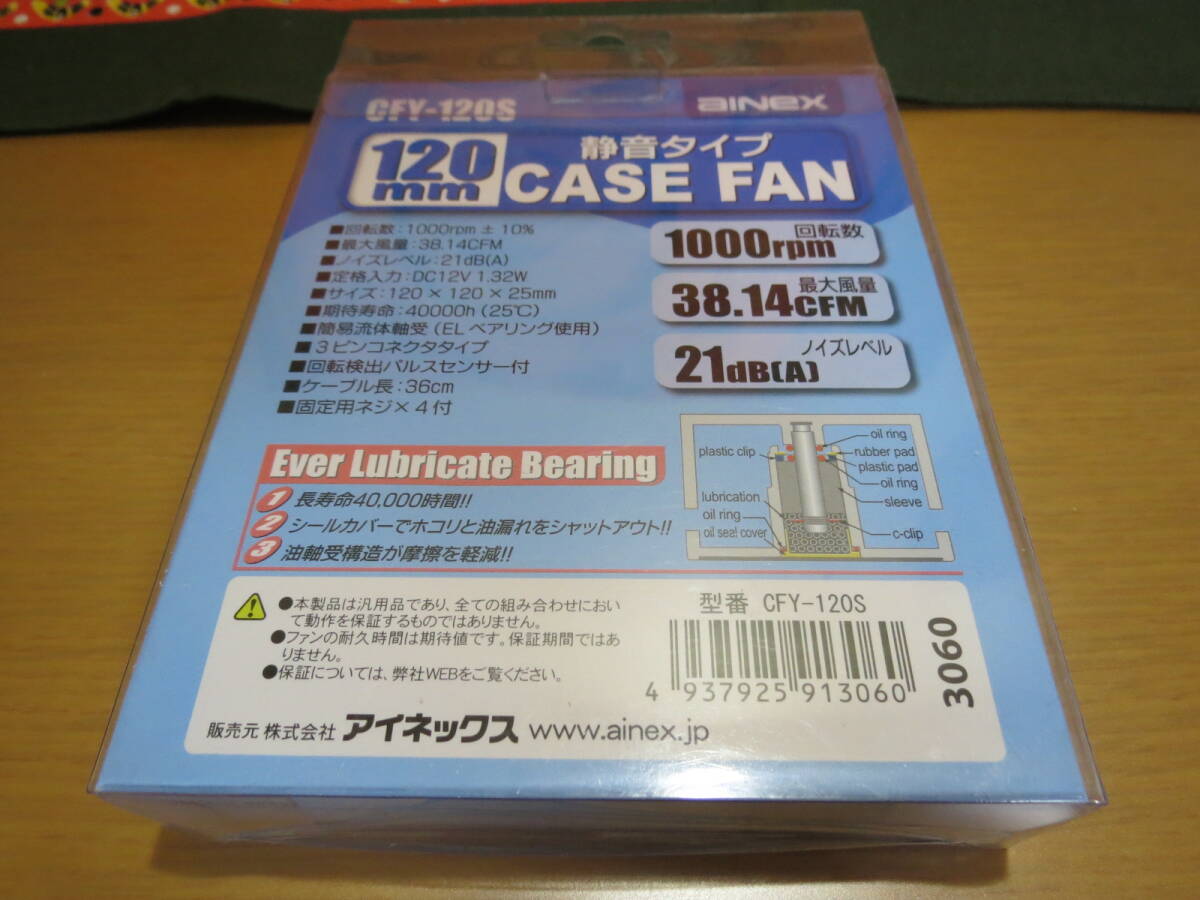 CFY-120S
ainex
120mm
静音タイプ
CASE FAN
■回転数：1000rpm ± 10%
■最大風量：38.14CFM
■ノイズレベル：21dB(A)
■定格入力：DC12V 1.32W
■サイズ：120 × 120 × 25mm
■期待寿命：40000h (25℃)
■簡易流体軸受 (EL ベアリング使用)
■３ピンコネクタタイプ
■回転検出パルスセンサー付
■ケーブル長：36cm
■固定用ネジ× 4 付
回転数
1000rpm
最大風量
38.14CFM
ノイズレベル
21dB(A)
Ever Lubricate Bearing
1 長寿命40,000時間!!
2 シールカバーでホコリと油漏れをシャットアウト!!
3 油軸受構造が摩擦を軽減!!
plastic clip
lubrication
oil ring
oil seal cover
oil ring
rubber pad
plastic pad
oil ring
sleeve
c-clip
●本製品は汎用品であり、全ての組み合わせにおい
て動作を保証するものではありません。
●ファンの耐久時間は期待値です。保証期間ではあ
りません。
●保証については、弊社WEBをご覧ください。
販売元 株式会社 アイネックス www.ainex.jp
型番 CFY-120S
4 937925 913060
3060